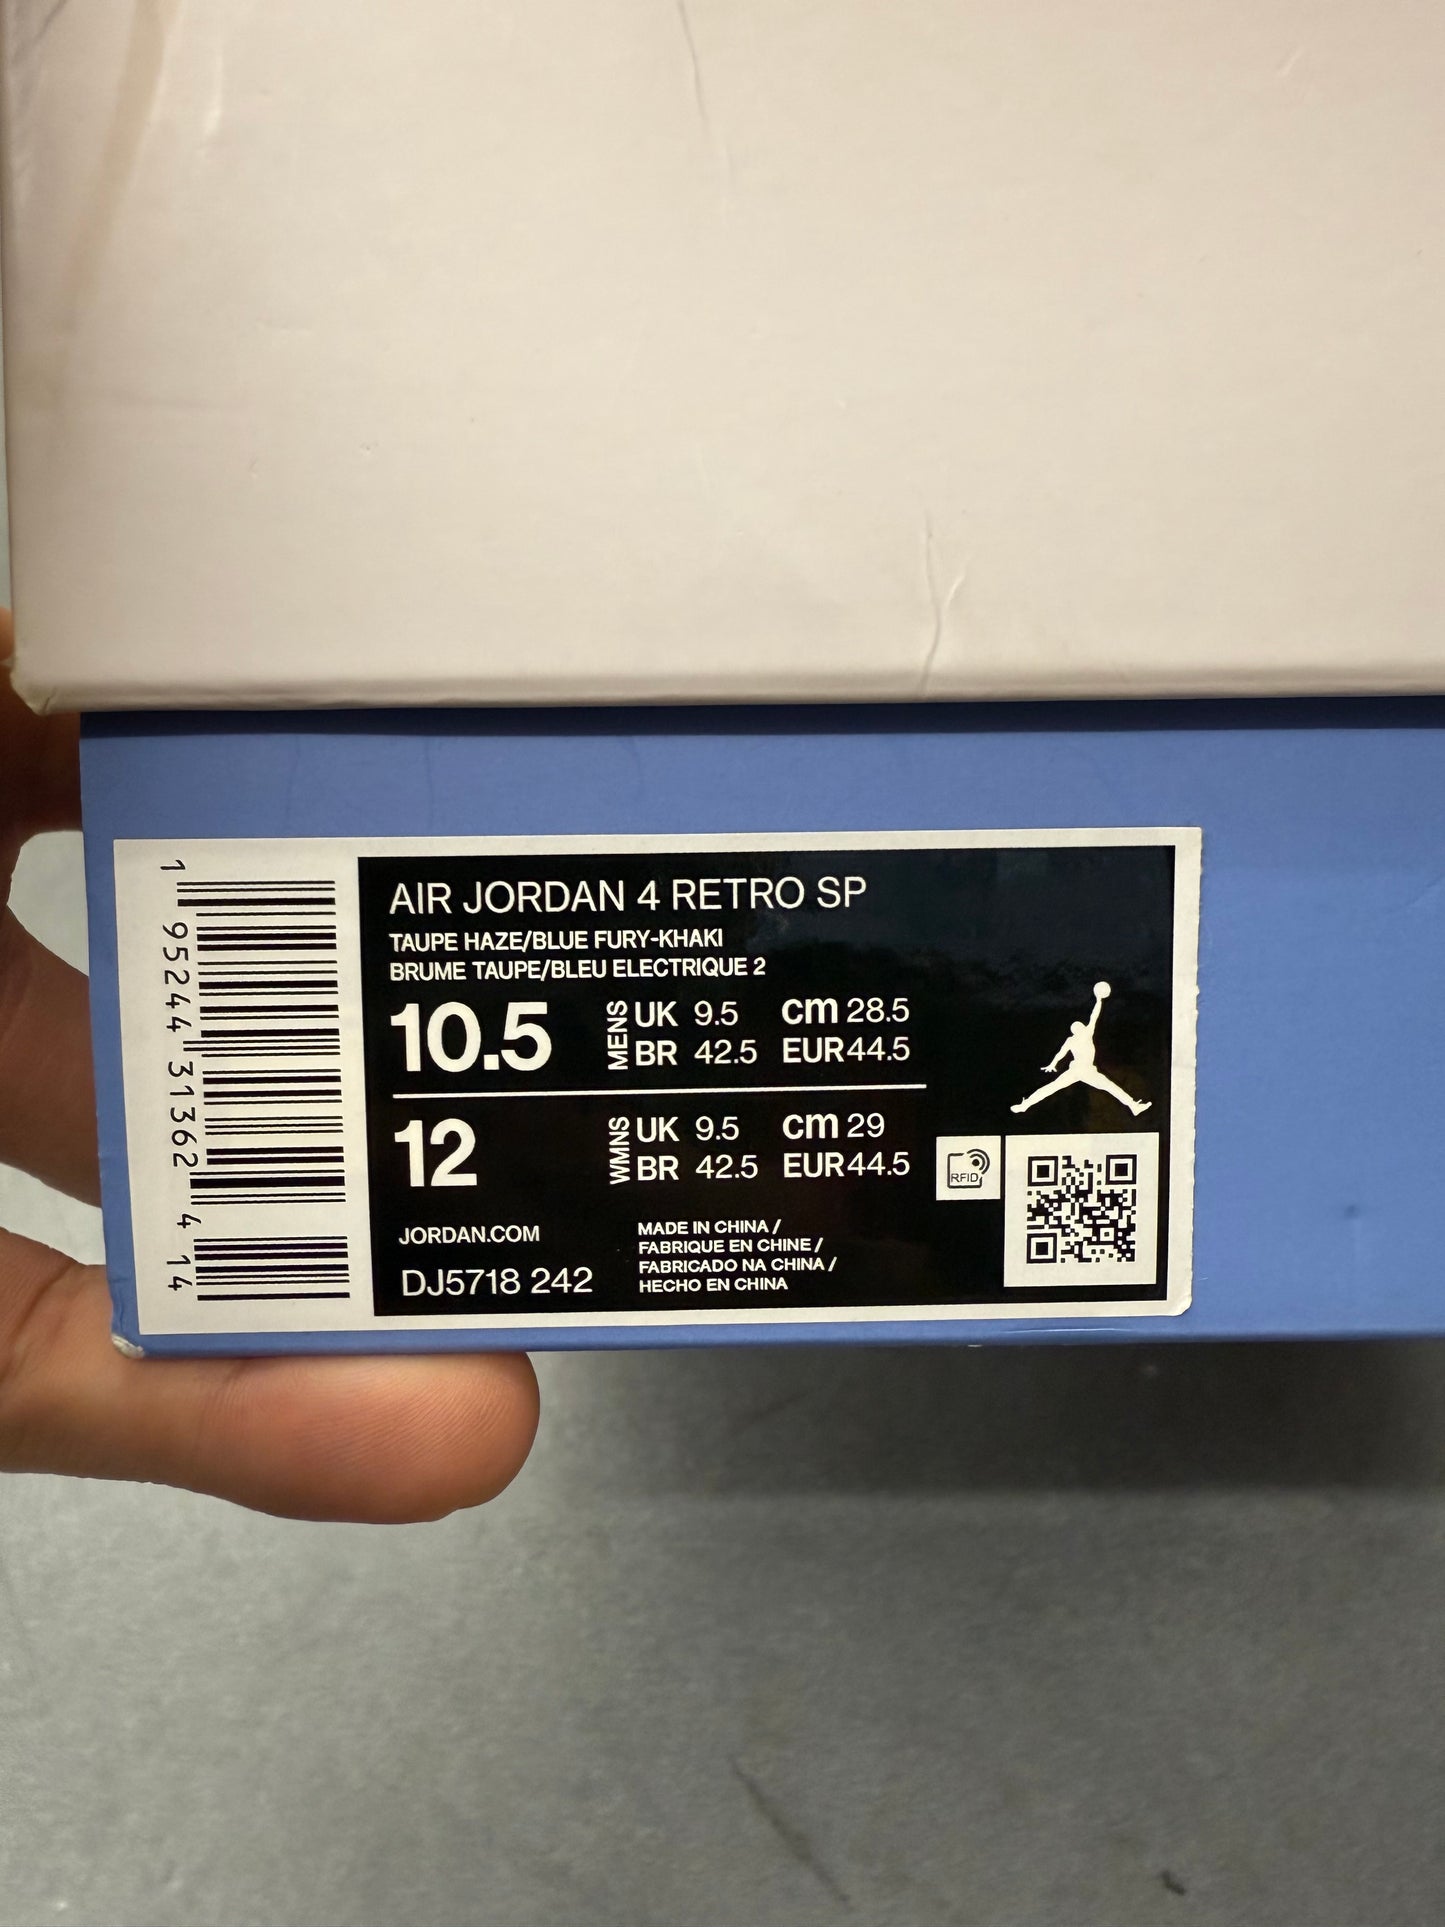 1 95244 31362 4 14
AIR JORDAN 4 RETRO SP
TAUPE HAZE/BLUE FURY-KHAKI
BRUME TAUPE/BLEU ELECTRIQUE 2
10.5 MENS UK 9.5 cm 28.5
BR 42.5 EUR 44.5
12 WMNS UK 9.5 cm 29
BR 42.5 EUR 44.5
RFID
JORDAN.COM
DJ5718 242
MADE IN CHINA /
FABRIQUE EN CHINE /
FABRICADO NA CHINA /
HECHO EN CHINA